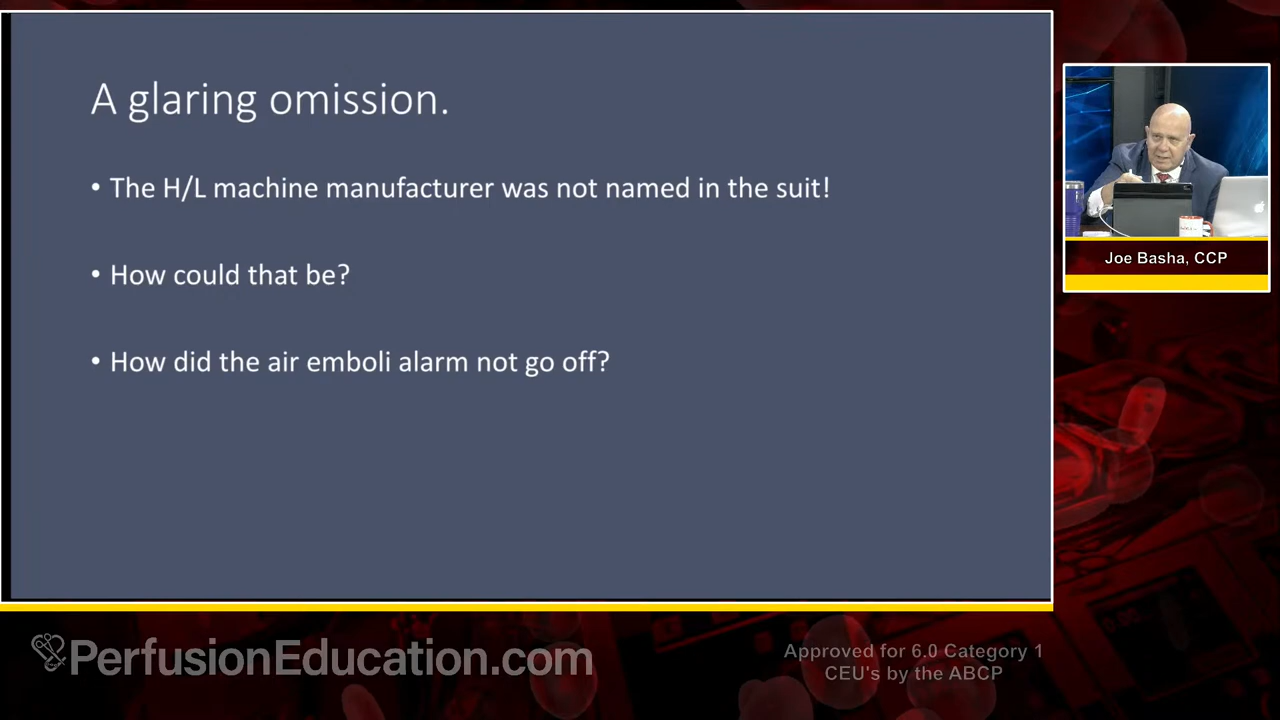 A glaring omission.
• The H/L machine manufacturer was not named in the suit!
• How could that be?
• How did the air emboli alarm not go off?
Joe Basha, CCP
PerfusionEducation.com
Approved for 6.0 Category 1
CEU's by the ABCP